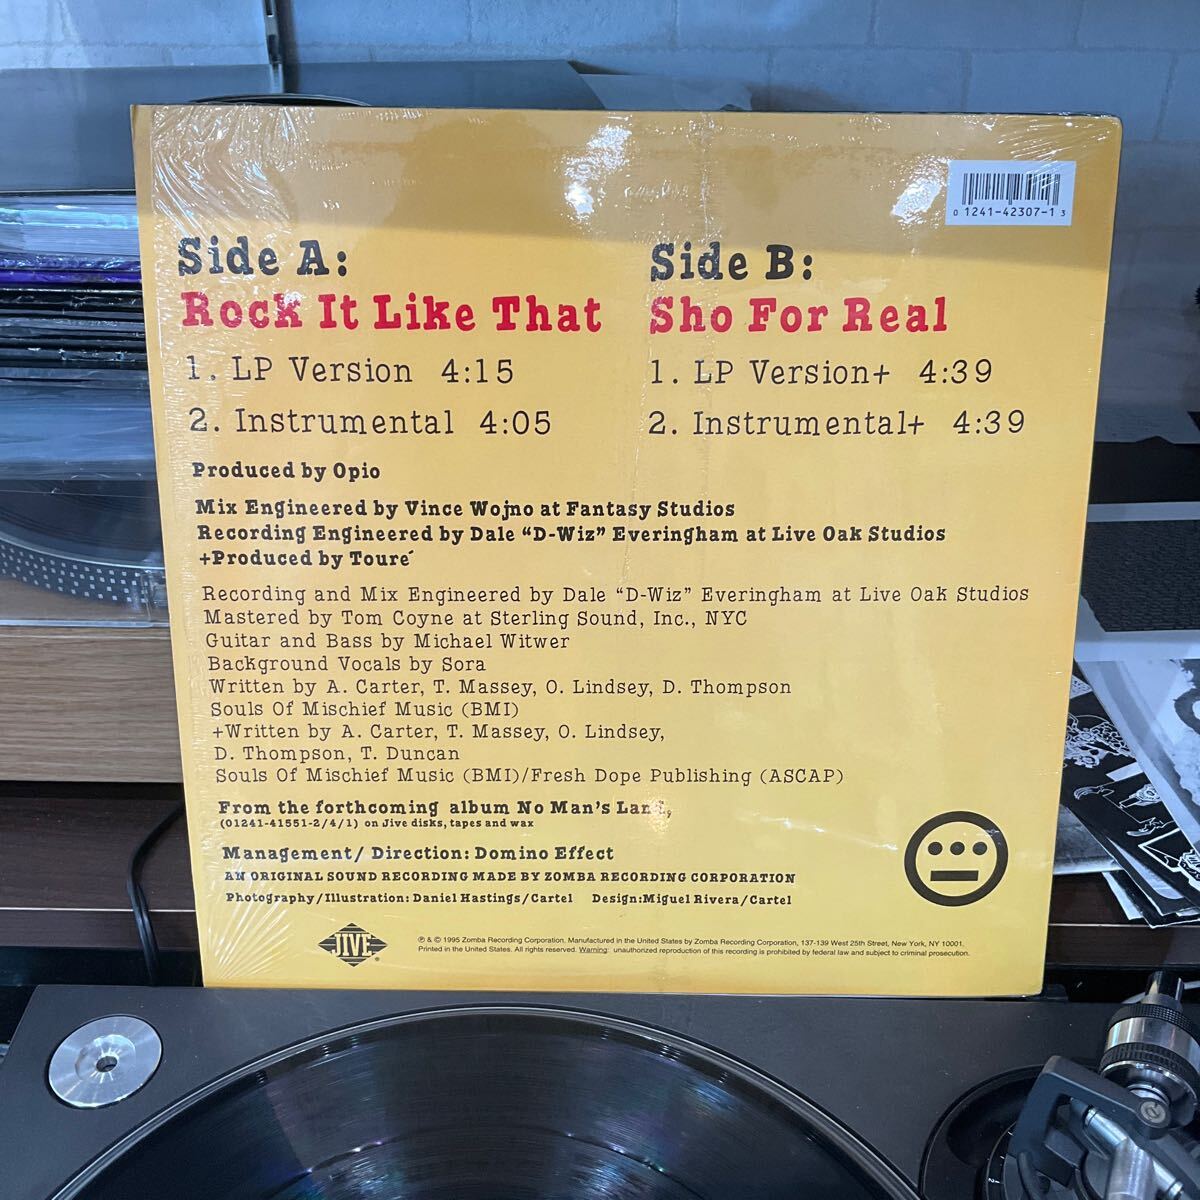 0 1241-42307-1 3
Side A:
Rock It Like That
1. LP Version 4:15
2. Instrumental 4:05
Side B:
Sho For Real
1. LP Version+ 4:39
2. Instrumental+ 4:39
Produced by Opio
Mix Engineered by Vince Wojno at Fantasy Studios
Recording Engineered by Dale “D-Wiz” Everingham at Live Oak Studios
+Produced by Toure´
Recording and Mix Engineered by Dale “D-Wiz” Everingham at Live Oak Studios
Mastered by Tom Coyne at Sterling Sound, Inc., NYC
Guitar and Bass by Michael Witwer
Background Vocals by Sora
Written by A. Carter, T. Massey, O. Lindsey, D. Thompson
Souls Of Mischief Music (BMI)
+Written by A. Carter, T. Massey, O. Lindsey,
D. Thompson, T. Duncan
Souls Of Mischief Music (BMI)/Fresh Dope Publishing (ASCAP)
From the forthcoming album No Man's Land,
(01241-41551-2/4/1) on Jive disks, tapes and wax
Management/ Direction: Domino Effect
AN ORIGINAL SOUND RECORDING MADE BY ZOMBA RECORDING CORPORATION
Photography/Illustration: Daniel Hastings/Cartel Design:Miguel Rivera/Cartel
JIVE®
℗ & © 1995 Zomba Recording Corporation. Manufactured in the United States by Zomba Recording Corporation, 137-139 West 25th Street, New York, NY 10001.
Printed in the United States. All rights reserved. Warning: unauthorized reproduction of this recording is prohibited by federal law and subject to criminal prosecution.